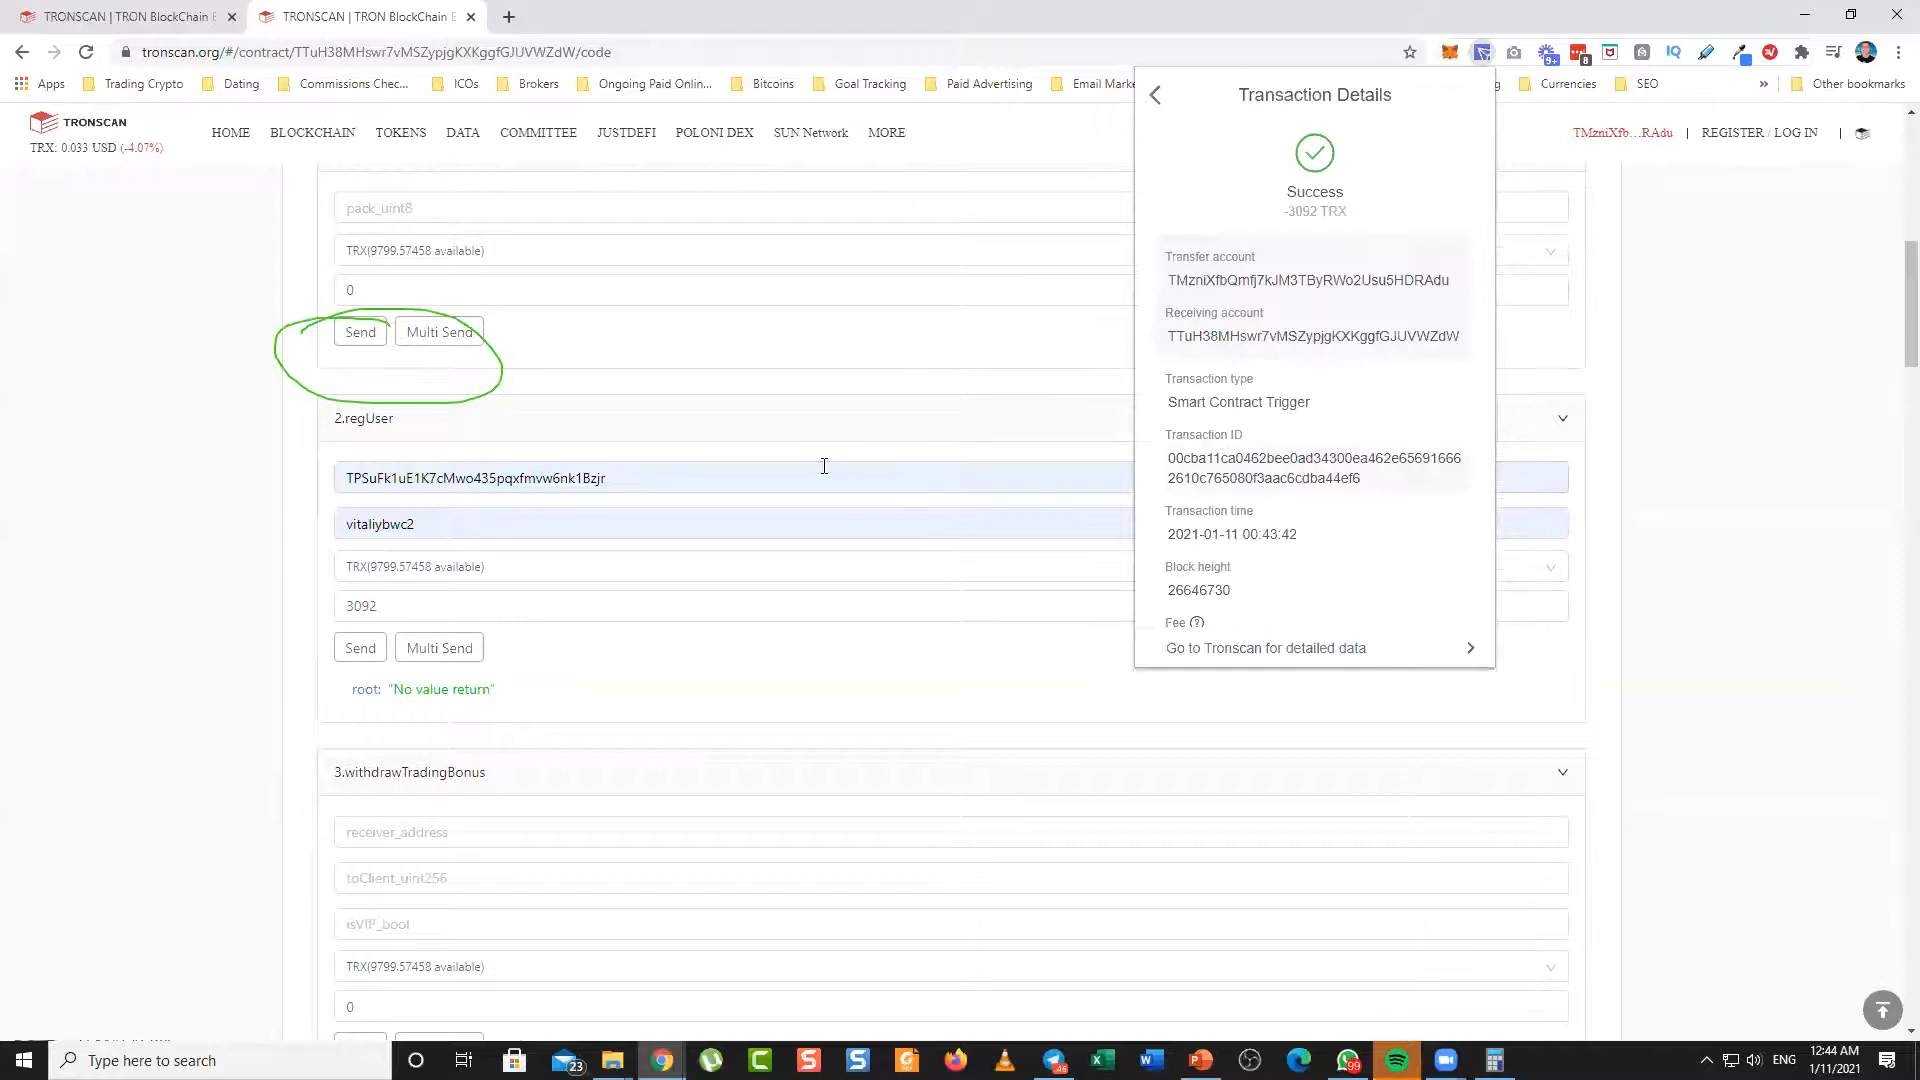 TRONSCAN | TRON BlockChain E
TRONSCAN | TRON BlockChain E
tronscan.org/#/contract/TTuH38MHswr7vMSZypjgKXKggfGJUVWZdW/code
9+
8
IQ
Apps
Trading Crypto
Dating
Commissions Chec...
ICOs
Brokers
Ongoing Paid Onlin...
Bitcoins
Goal Tracking
Paid Advertising
Email Marke
Currencies
SEO
»
Other bookmarks
TRONSCAN
TRX: 0.033 USD (-4.07%)
HOME
BLOCKCHAIN
TOKENS
DATA
COMMITTEE
JUSTDEFI
POLONI DEX
SUN Network
MORE
TMzniXfb...RAdu | REGISTER / LOG IN |
pack_uint8
TRX(9799.57458 available)
0
Send
Multi Send
2.regUser
TPSuFk1uE1K7cMwo435pqxfmvw6nk1Bzjr
vitaliybwc2
TRX(9799.57458 available)
3092
Send
Multi Send
root: "No value return"
3.withdrawTradingBonus
receiver_address
toClient_uint256
isVIP_bool
TRX(9799.57458 available)
0
Transaction Details
Success
-3092 TRX
Transfer account
TMzniXfbQmfj7kJM3TByRWo2Usu5HDRAdu
Receiving account
TTuH38MHswr7vMSZypjgKXKggfGJUVWZdW
Transaction type
Smart Contract Trigger
Transaction ID
00cba11ca0462bee0ad34300ea462e65691666
2610c765080f3aac6cdba44ef6
Transaction time
2021-01-11 00:43:42
Block height
26646730
Fee
Go to Tronscan for detailed data
Type here to search
23
46
99
ENG
12:44 AM
1/11/2021